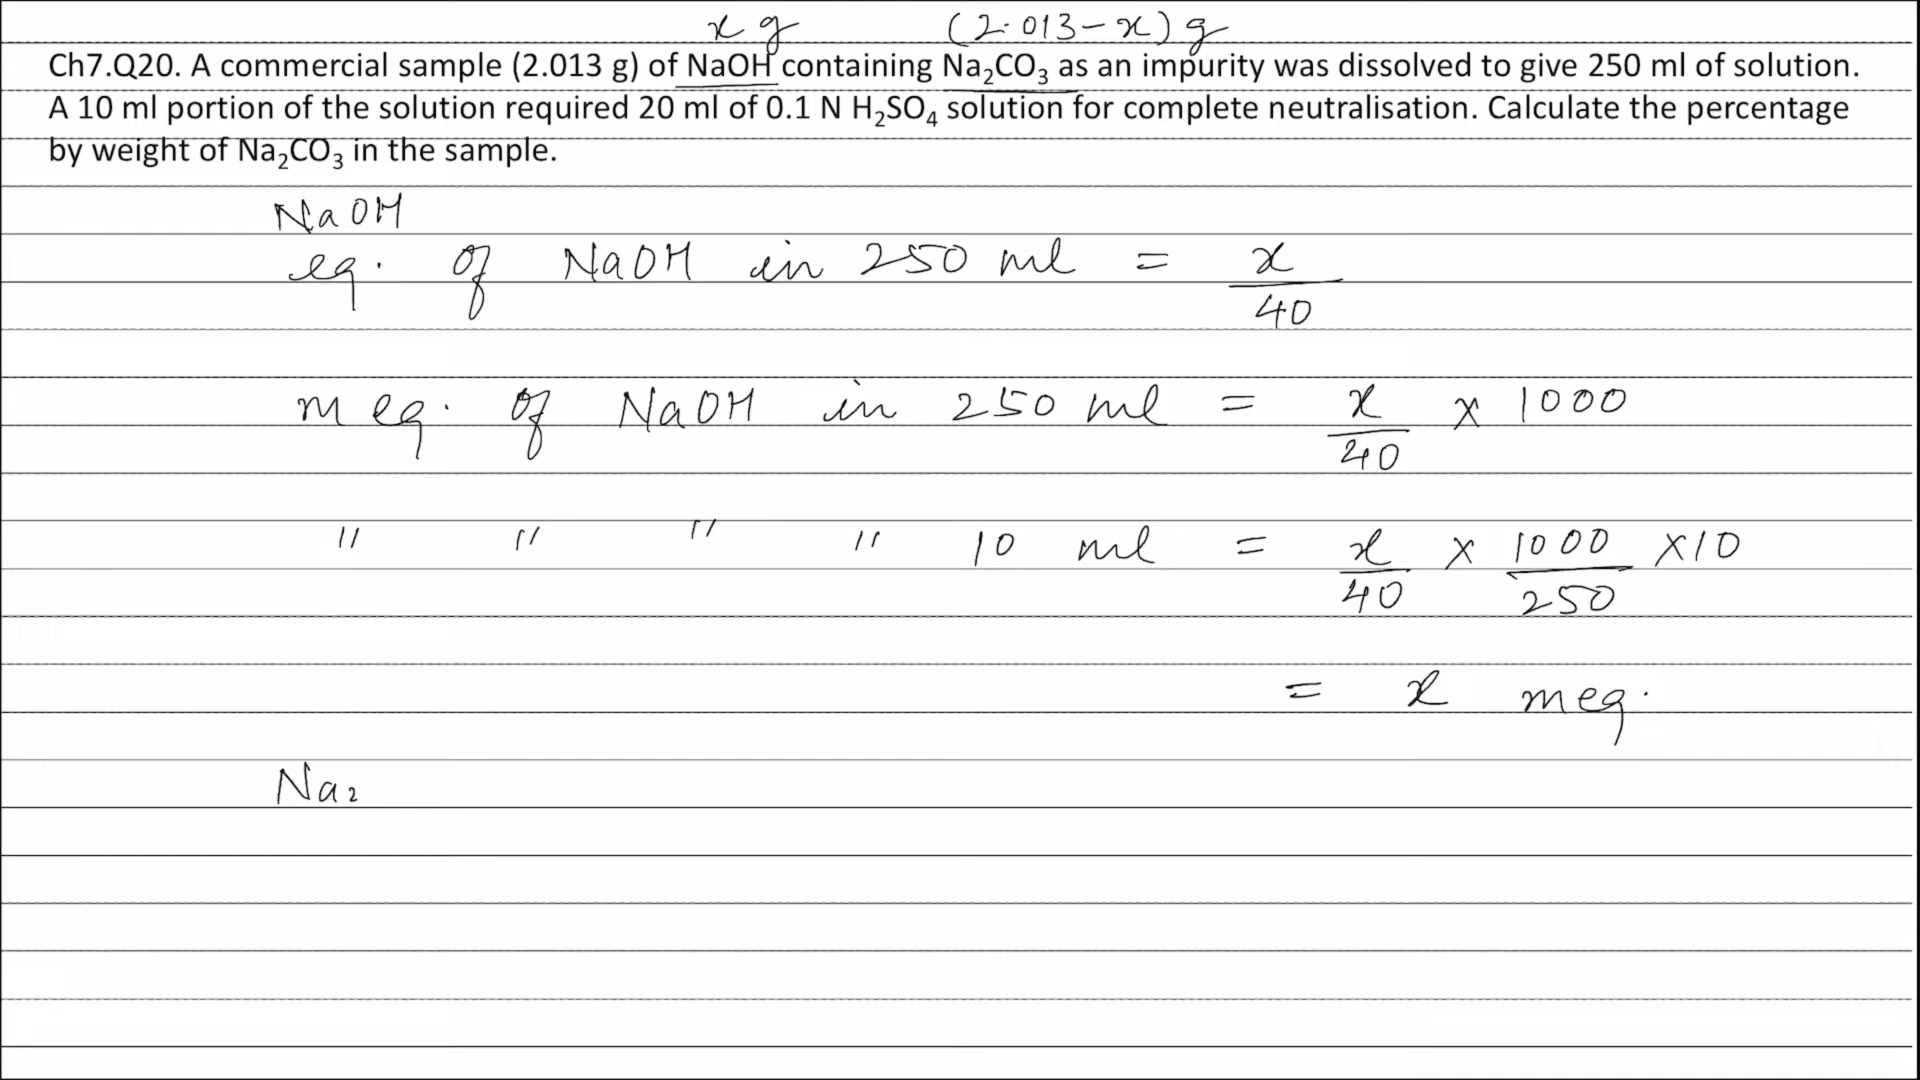 x g (2.013-x) g
Ch7.Q20. A commercial sample (2.013 g) of NaOH containing Na₂CO₃ as an impurity was dissolved to give 250 ml of solution.
A 10 ml portion of the solution required 20 ml of 0.1 N H₂SO₄ solution for complete neutralisation. Calculate the percentage
by weight of Na₂CO₃ in the sample.
NaOH
eq. of NaOH in 250 ml = x
40
meq. of NaOH in 250 ml = x × 1000
40
" " " " 10 ml = x × 1000 ×10
40 250
= x meq.
Na₂